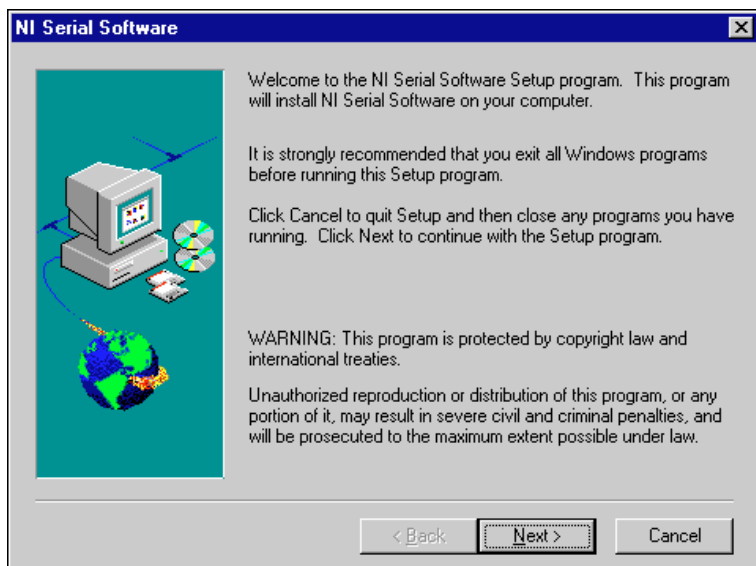 NI Serial Software
Welcome to the NI Serial Software Setup program.  This program
will install NI Serial Software on your computer.
It is strongly recommended that you exit all Windows programs
before running this Setup program.
Click Cancel to quit Setup and then close any programs you have
running.  Click Next to continue with the Setup program.
WARNING: This program is protected by copyright law and
international treaties.
Unauthorized reproduction or distribution of this program, or any
portion of it, may result in severe civil and criminal penalties, and
will be prosecuted to the maximum extent possible under law.
< Back
Next >
Cancel